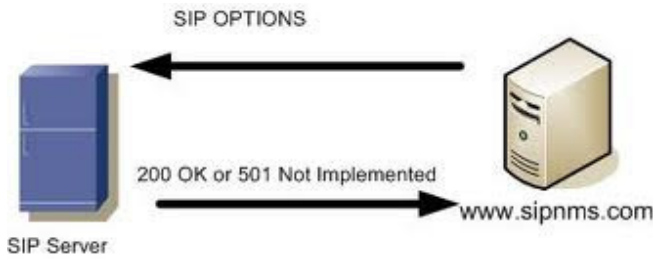 SIP OPTIONS
200 OK or 501 Not Implemented
www.sipnms.com
SIP Server